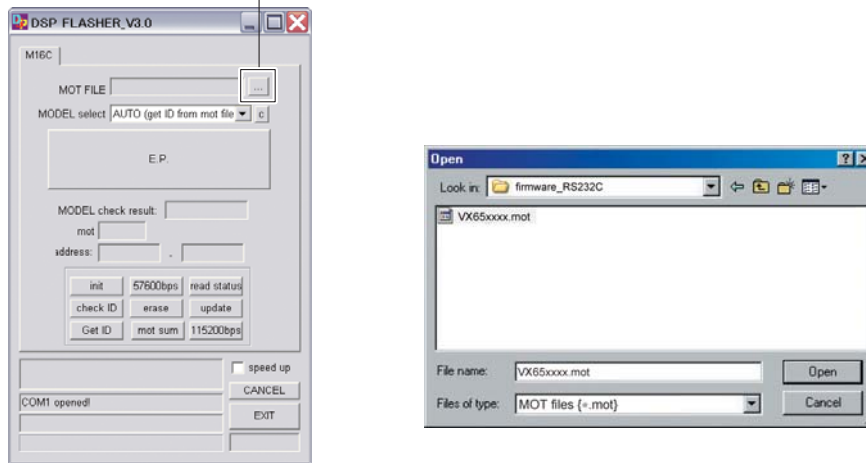 DSP FLASHER_V3.0
M16C
MOT FILE ...
MODEL select AUTO (get ID from mot file c
E.P.
MODEL check result:
mot
address: .
init 57600bps read status
check ID erase update
Get ID mot sum 115200bps
speed up
CANCEL
COM1 opened!
EXIT
Open
Look in: firmware_RS232C
VX65xxxx.mot
File name: VX65xxxx.mot Open
Files of type: MOT files {*.mot} Cancel